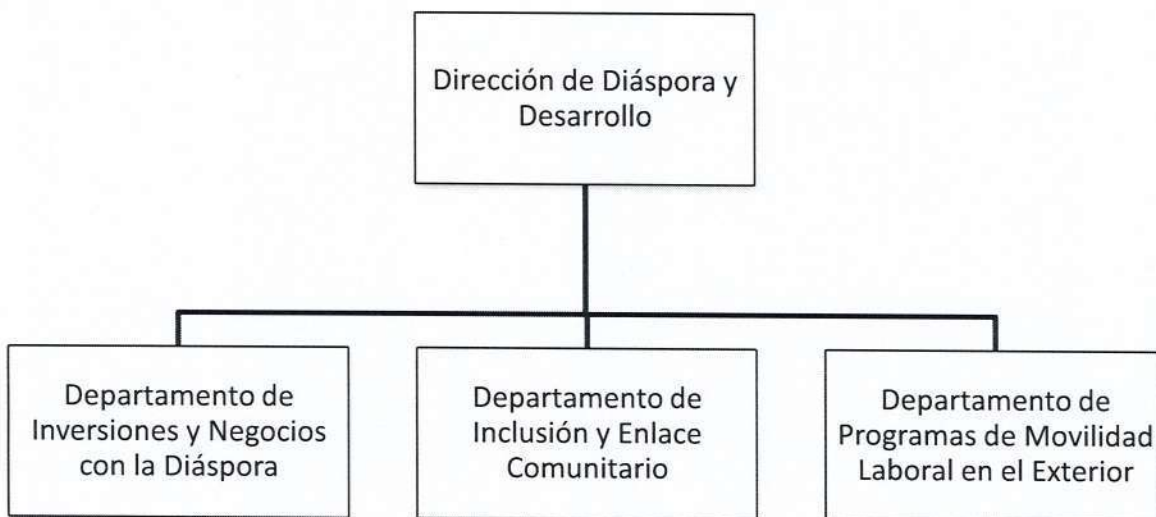 Dirección de Diáspora y
Desarrollo
Departamento de
Inversiones y Negocios
con la Diáspora
Departamento de
Inclusión y Enlace
Comunitario
Departamento de
Programas de Movilidad
Laboral en el Exterior